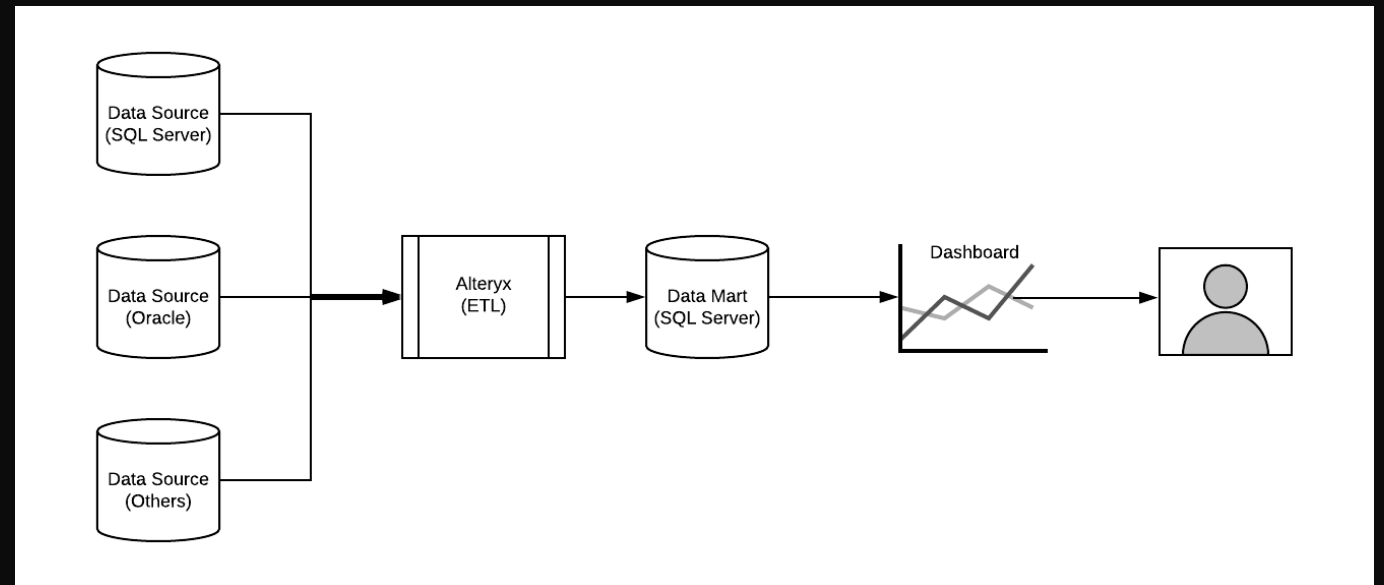 Data Source
(SQL Server)
Data Source
(Oracle)
Data Source
(Others)
Alteryx
(ETL)
Data Mart
(SQL Server)
Dashboard